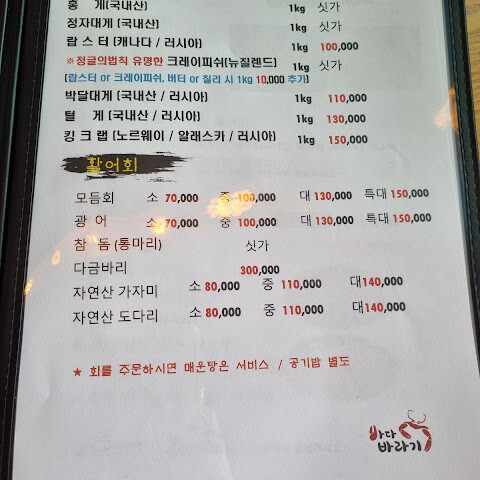 홍 게(국내산) 1kg 싯가
정자대게 (국내산) 1kg 싯가
랍 스 터 (캐나다 / 러시아) 1kg 100,000
※정글의법칙 유명한 크레이피쉬(뉴질렌드) 1kg 싯가
(랍스터 or 크레이피쉬, 버터 or 칠리 시 1kg 10,000 추가)
박달대게 (국내산 / 러시아) 1kg 110,000
털 게 (국내산 / 러시아) 1kg 130,000
킹 크 랩 (노르웨이 / 알래스카 / 러시아) 1kg 150,000
활어회
모듬회 소 70,000 중 100,000 대 130,000 특대 150,000
광 어 소 70,000 중 100,000 대 130,000 특대 150,000
참 돔 (통마리) 싯가
다금바리 300,000
자연산 가자미 소 80,000 중 110,000 대140,000
자연산 도다리 소 80,000 중 110,000 대140,000
★ 회를 주문하시면 매운탕은 서비스 / 공기밥 별도
바다
바라기